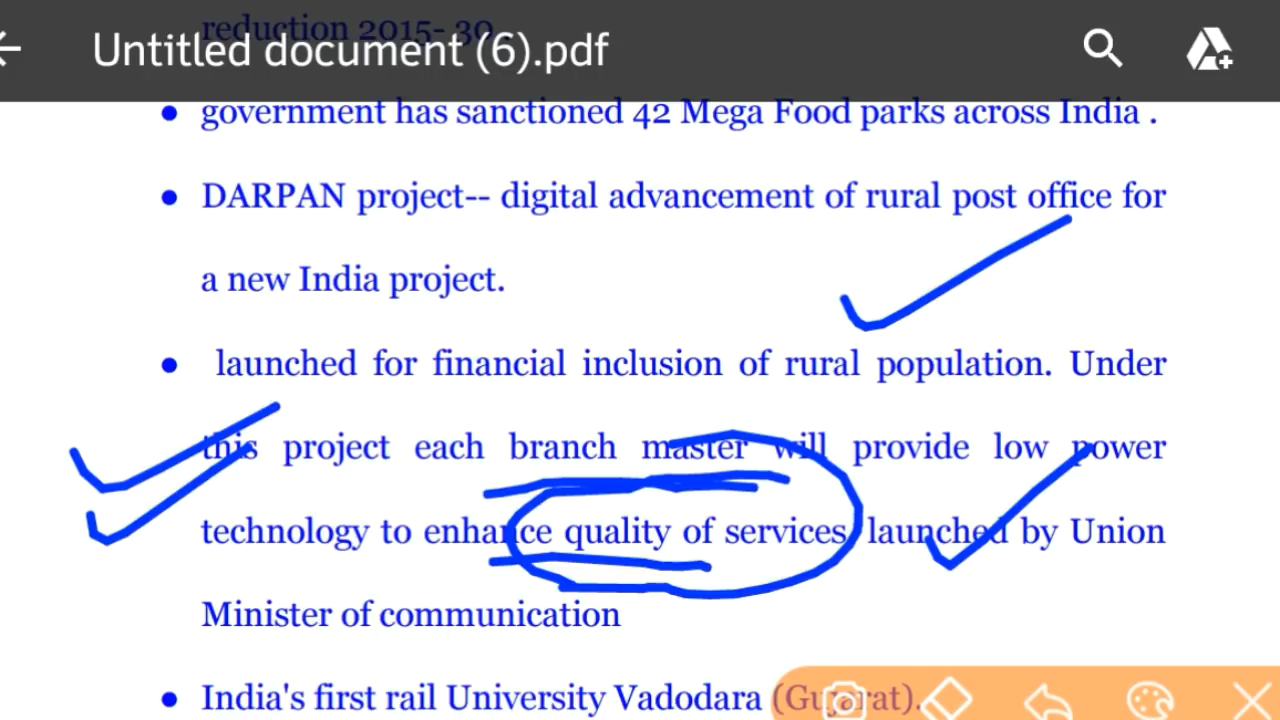 reduction 2015- 30 .
Untitled document (6).pdf
● government has sanctioned 42 Mega Food parks across India .
● DARPAN project-- digital advancement of rural post office for
a new India project.
● launched for financial inclusion of rural population. Under
this project each branch master will provide low power
technology to enhance quality of services launched by Union
Minister of communication
● India's first rail University Vadodara (Gujarat).